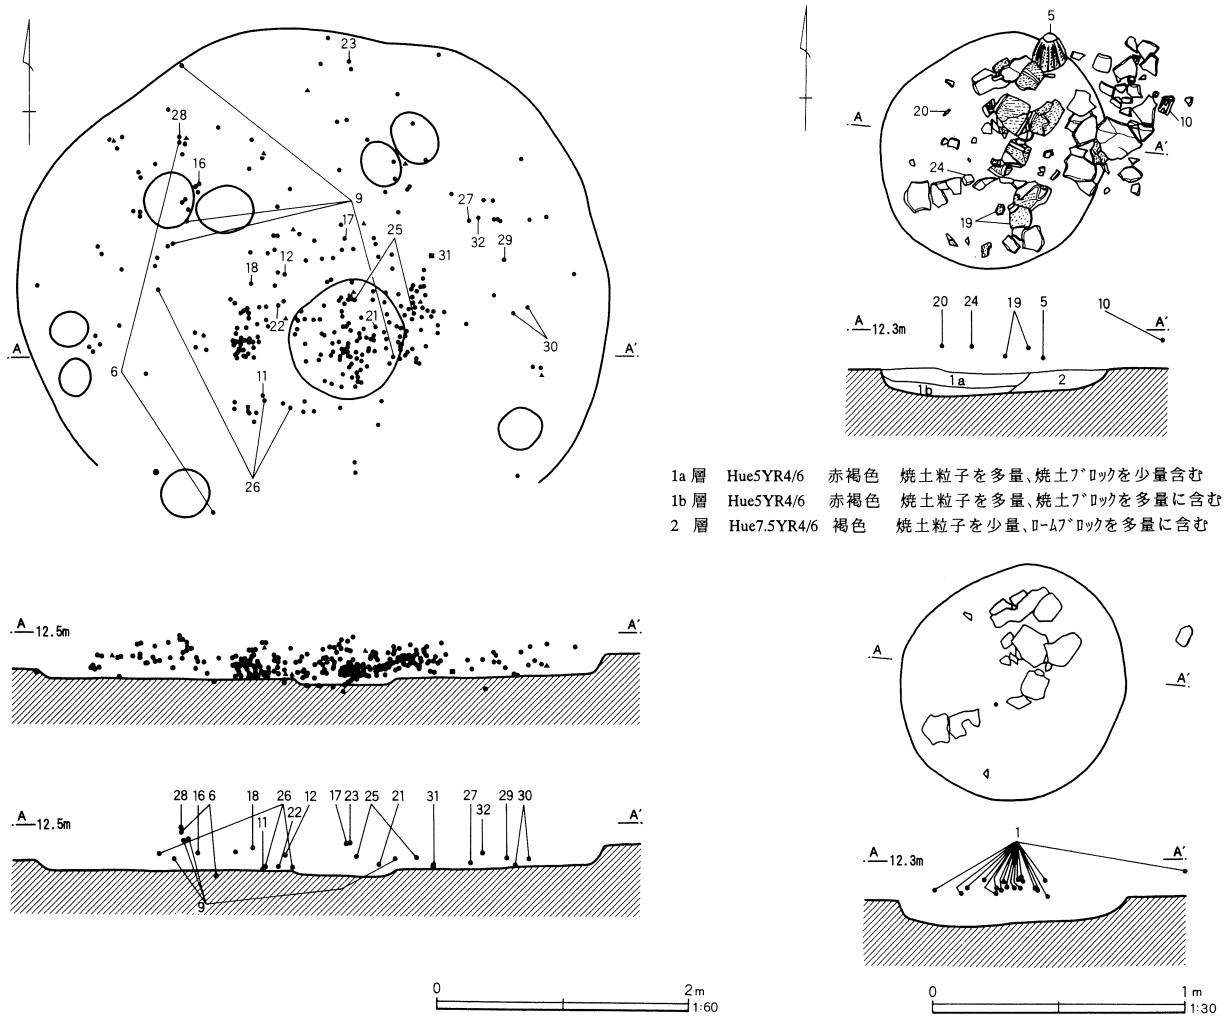 23
28
16
9
17
25
27
32
29
31
12
18
22
21
30
A A′
6
11
26
5
20
10
A A′
24
19
20 24 19 5 10
A 12.3m A′
1a
2
1b
1a 層 Hue5YR4/6 赤褐色 焼土粒子を多量、焼土ブロックを少量含む
1b 層 Hue5YR4/6 赤褐色 焼土粒子を多量、焼土ブロックを多量に含む
2 層 Hue7.5YR4/6 褐色 焼土粒子を少量、ロームブロックを多量に含む
A 12.5m A′
A A′
28 16 6 18 26 12 17 23 25 21 31 27 29 30
22 32
11
A 12.5m A′
9
1
A 12.3m A′
0 2m
1:60
0 1m
1:30